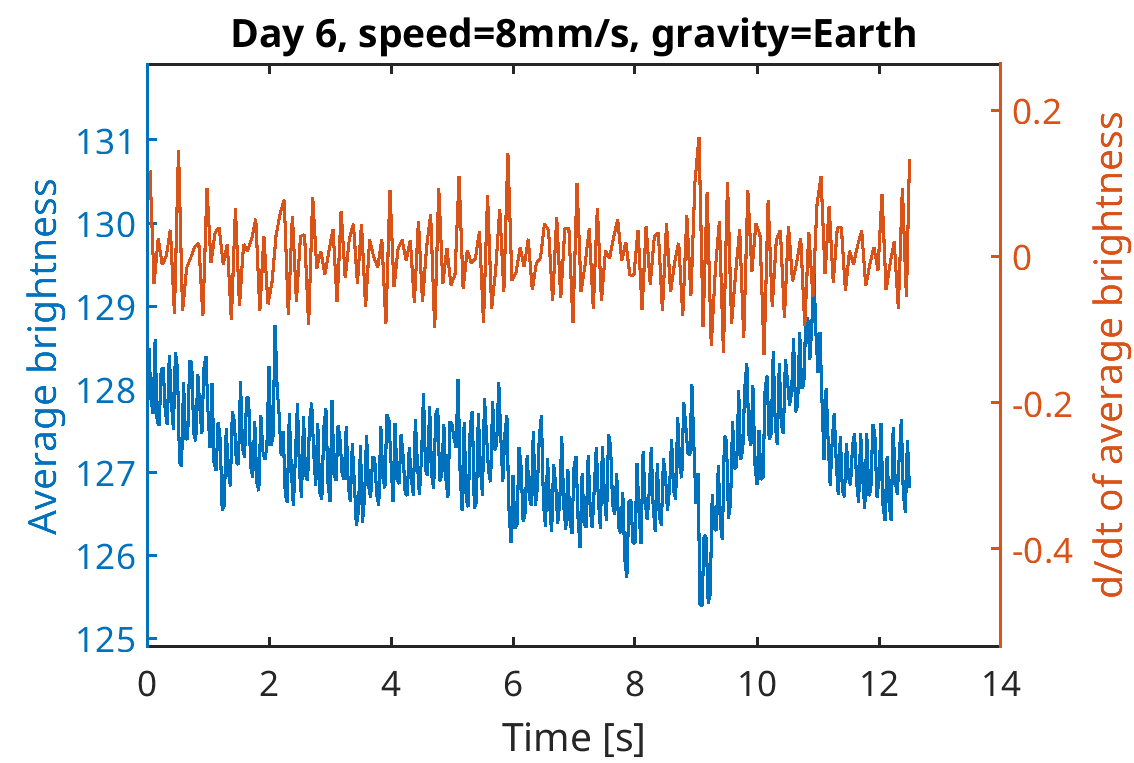 Day 6, speed=8mm/s, gravity=Earth
Average brightness
131
130
129
128
127
126
125
0.2
0
-0.2
-0.4
d/dt of average brightness
0 2 4 6 8 10 12 14
Time [s]